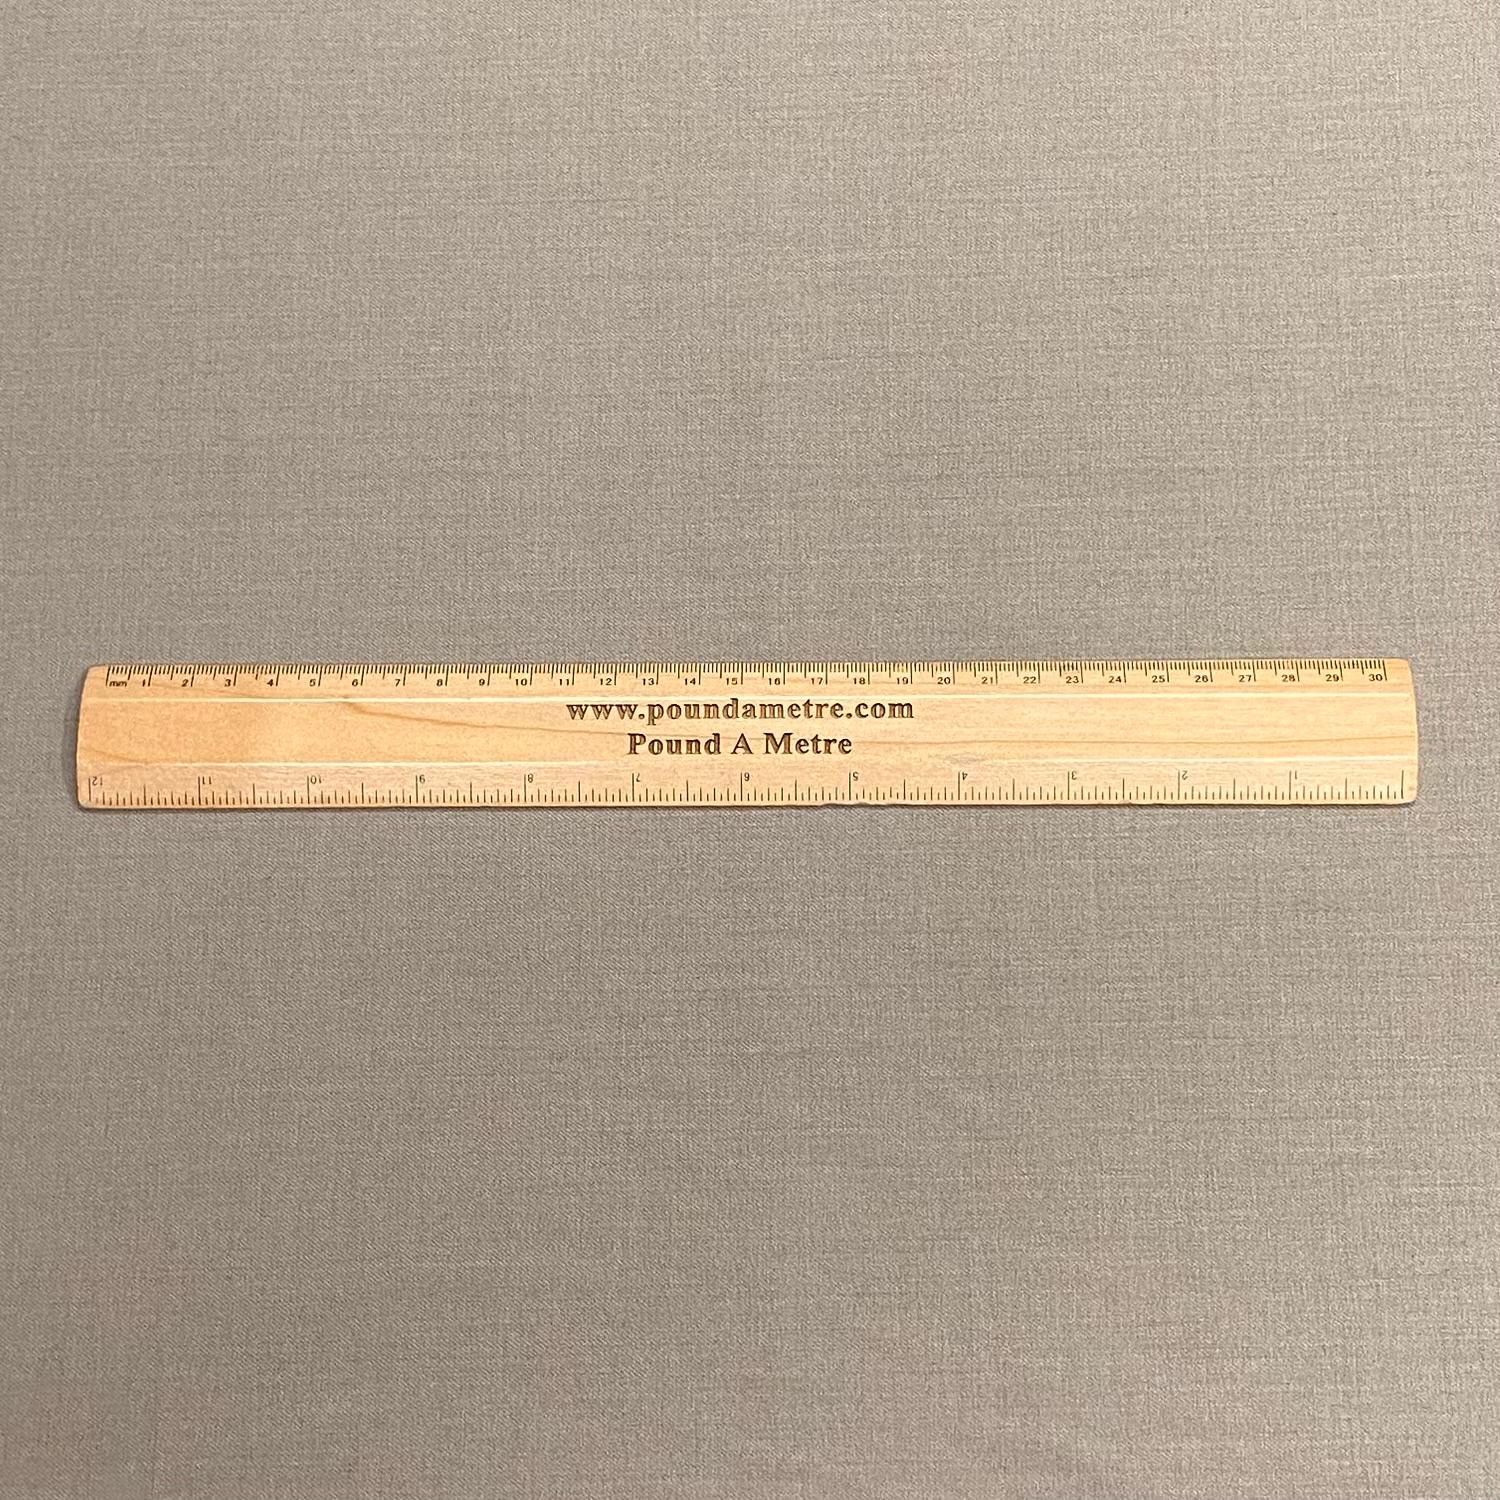 mm 1 2 3 4 5 6 7 8 9 10 11 12 13 14 15 16 17 18 19 20 21 22 23 24 25 26 27 28 29 30
www.poundametre.com
Pound A Metre
12 11 10 9 8 7 6 5 4 3 2 1